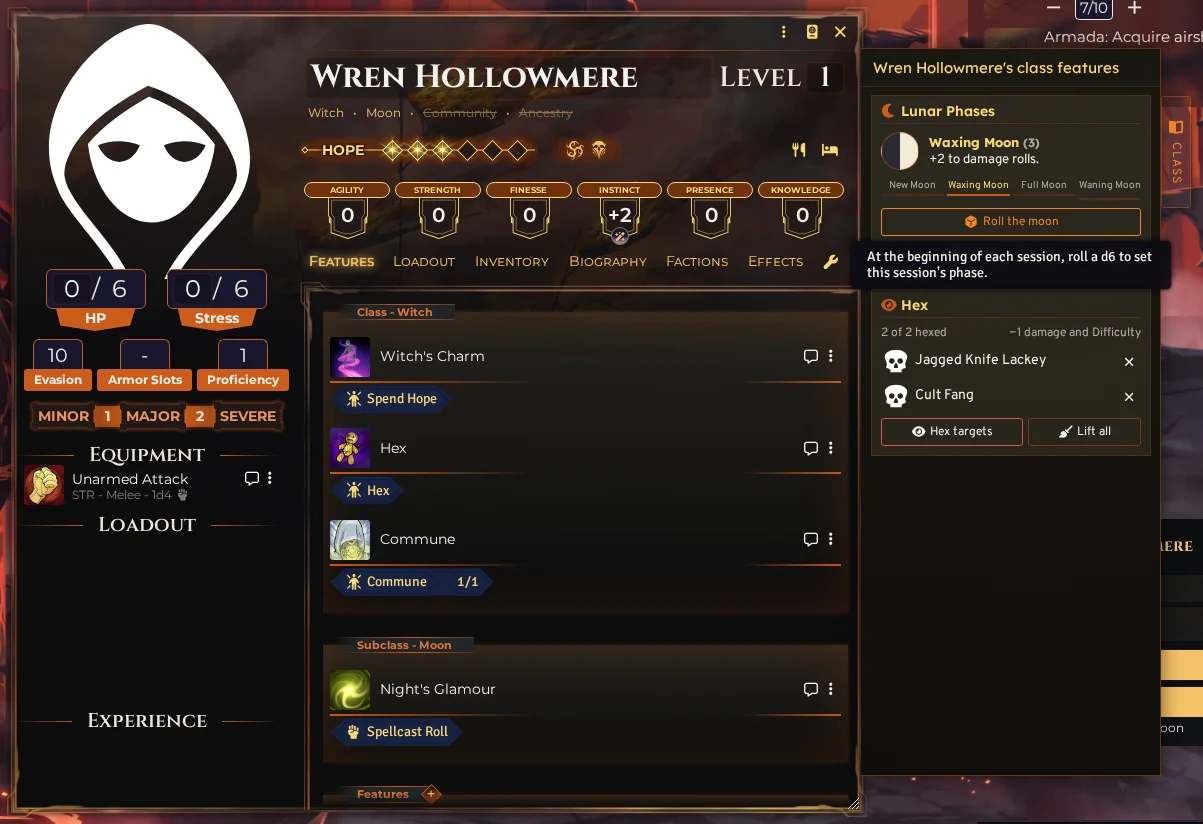 7/10
Armada: Acquire airsh
Wren Hollowmere
Level 1
Witch · Moon · Community · Ancestry
HOPE
AGILITY
STRENGTH
FINESSE
INSTINCT
PRESENCE
KNOWLEDGE
0
0
0
+2
0
0
Features
Loadout
Inventory
Biography
Factions
Effects
0 / 6
HP
0 / 6
Stress
10
Evasion
-
Armor Slots
1
Proficiency
MINOR 1 MAJOR 2 SEVERE
Equipment
Unarmed Attack
STR - Melee - 1d4
Loadout
Experience
Class - Witch
Witch's Charm
Spend Hope
Hex
Hex
Commune
Commune 1/1
Subclass - Moon
Night's Glamour
Spellcast Roll
Features
Wren Hollowmere's class features
Lunar Phases
Waxing Moon (3)
+2 to damage rolls.
New Moon
Waxing Moon
Full Moon
Waning Moon
Roll the moon
At the beginning of each session, roll a d6 to set
this session's phase.
Hex
2 of 2 hexed
−1 damage and Difficulty
Jagged Knife Lackey
Cult Fang
Hex targets
Lift all
CLASS
MERE
oon